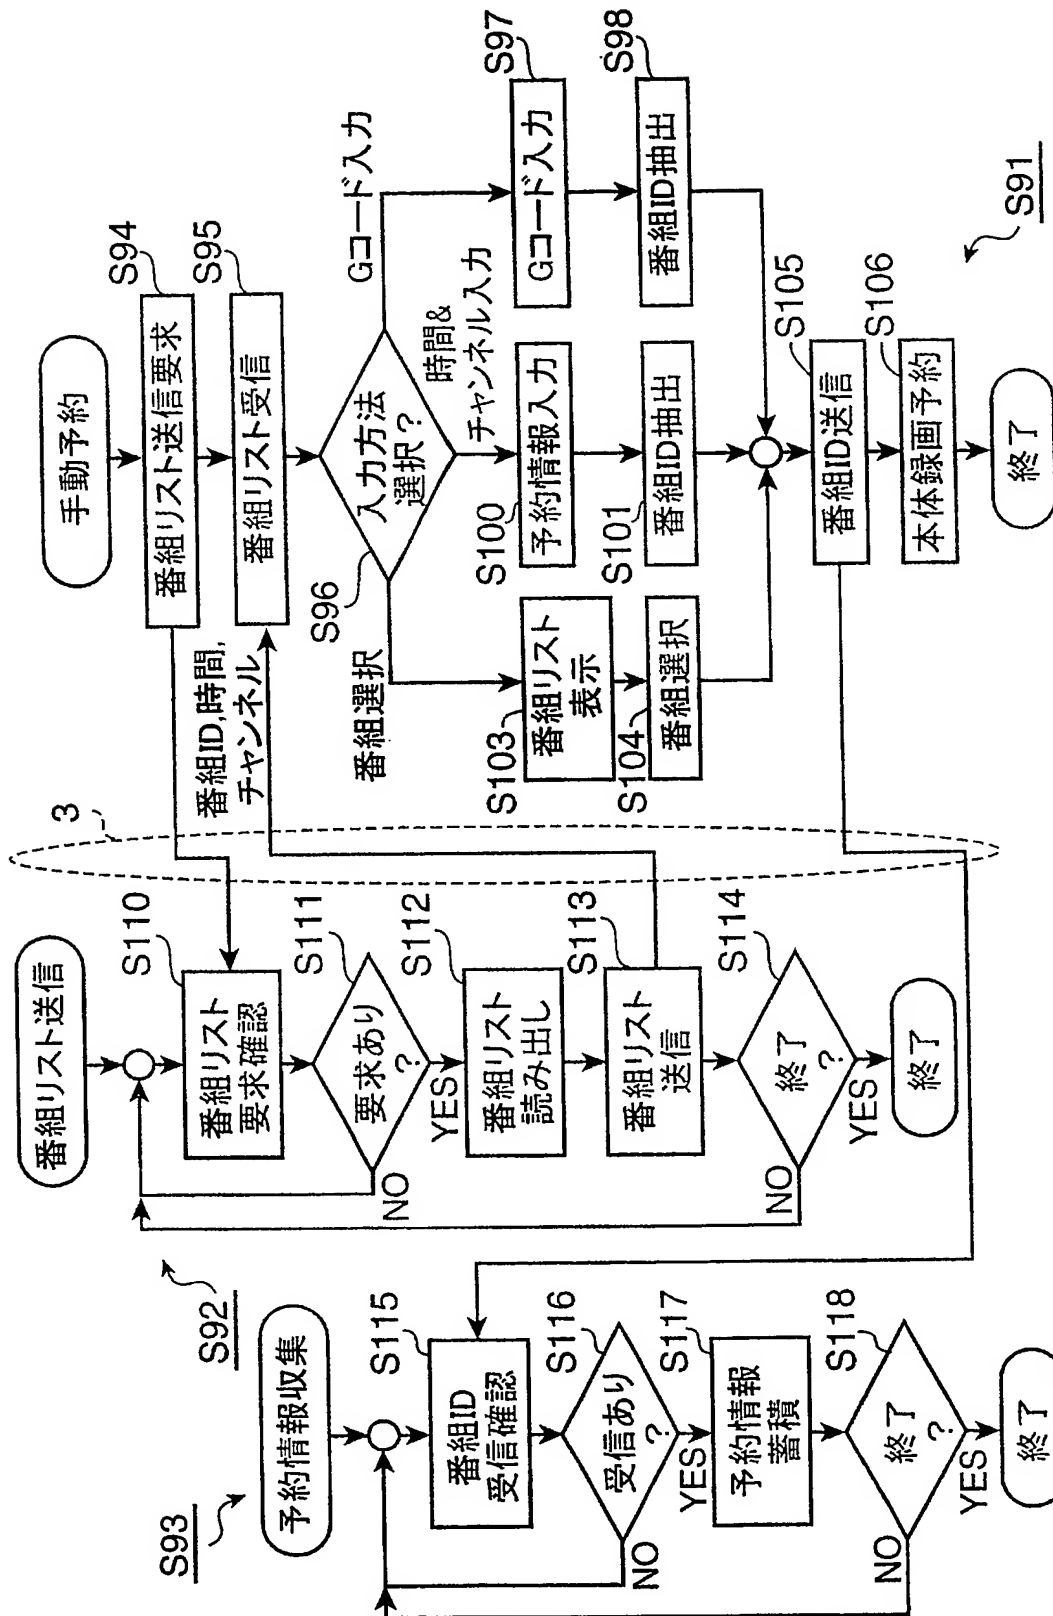 S93
予約情報収集
S115
番組ID
受信確認
S116
受信あり
?
NO
YES
S117
予約情報
蓄積
S118
終了
?
NO
YES
終了
S92
番組リスト送信
S110
番組リスト
要求確認
S111
要求あり
?
NO
YES
S112
番組リスト
読み出し
S113
番組リスト
送信
S114
終了
?
NO
YES
終了
3
番組ID,時間,
チャンネル
手動予約
S94
番組リスト送信要求
S95
番組リスト受信
S96
入力方法
選択?
番組選択
時間&
チャンネル入力
Gコード入力
S103
番組リスト
表示
S104
番組選択
S100
予約情報入力
S101
番組ID抽出
S97
Gコード入力
S98
番組ID抽出
S105
番組ID送信
S106
本体録画予約
終了
S91